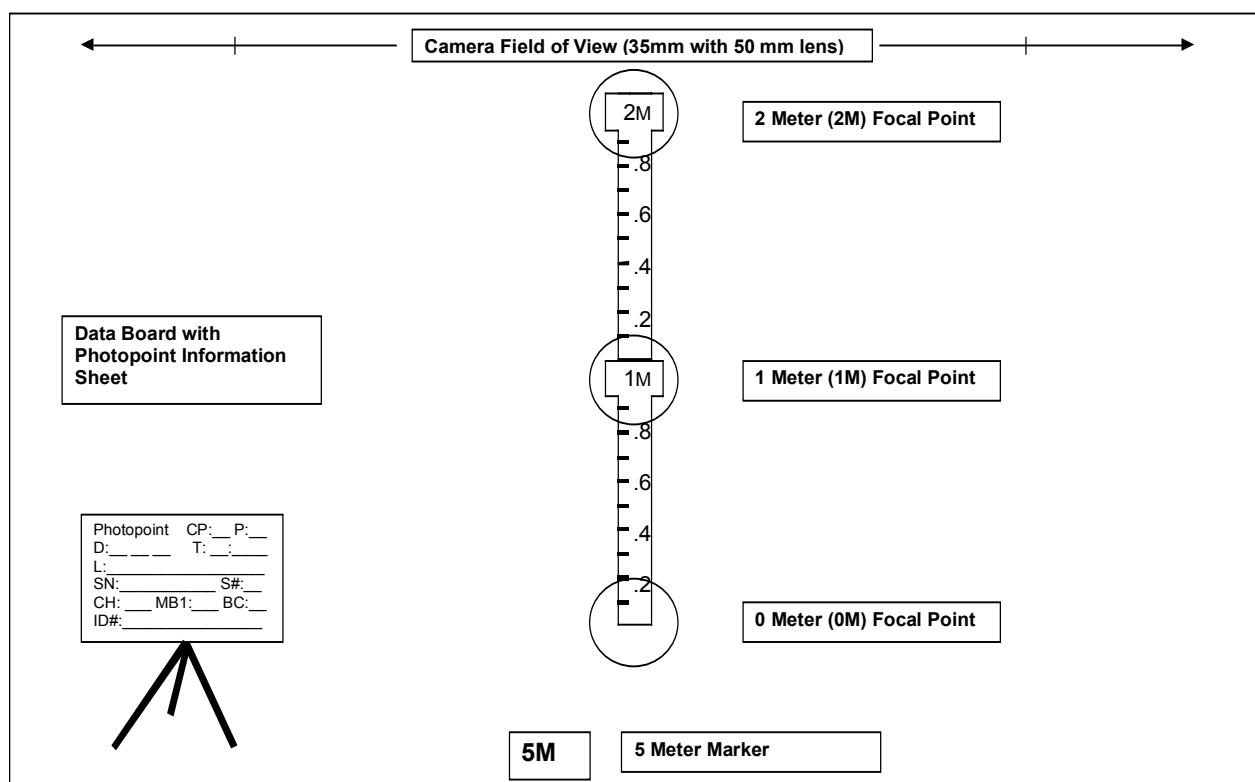 Camera Field of View (35mm with 50 mm lens)
2M
2 Meter (2M) Focal Point
.8
.6
.4
.2
Data Board with
Photopoint Information
Sheet
1M
1 Meter (1M) Focal Point
.8
.6
.4
.2
Photopoint CP:__ P:__
D:__ __ __ T: __:____
L:__________________
SN:___________ S#:__
CH: ___ MB1:___ BC:__
ID#:________________
0 Meter (0M) Focal Point
5M
5 Meter Marker